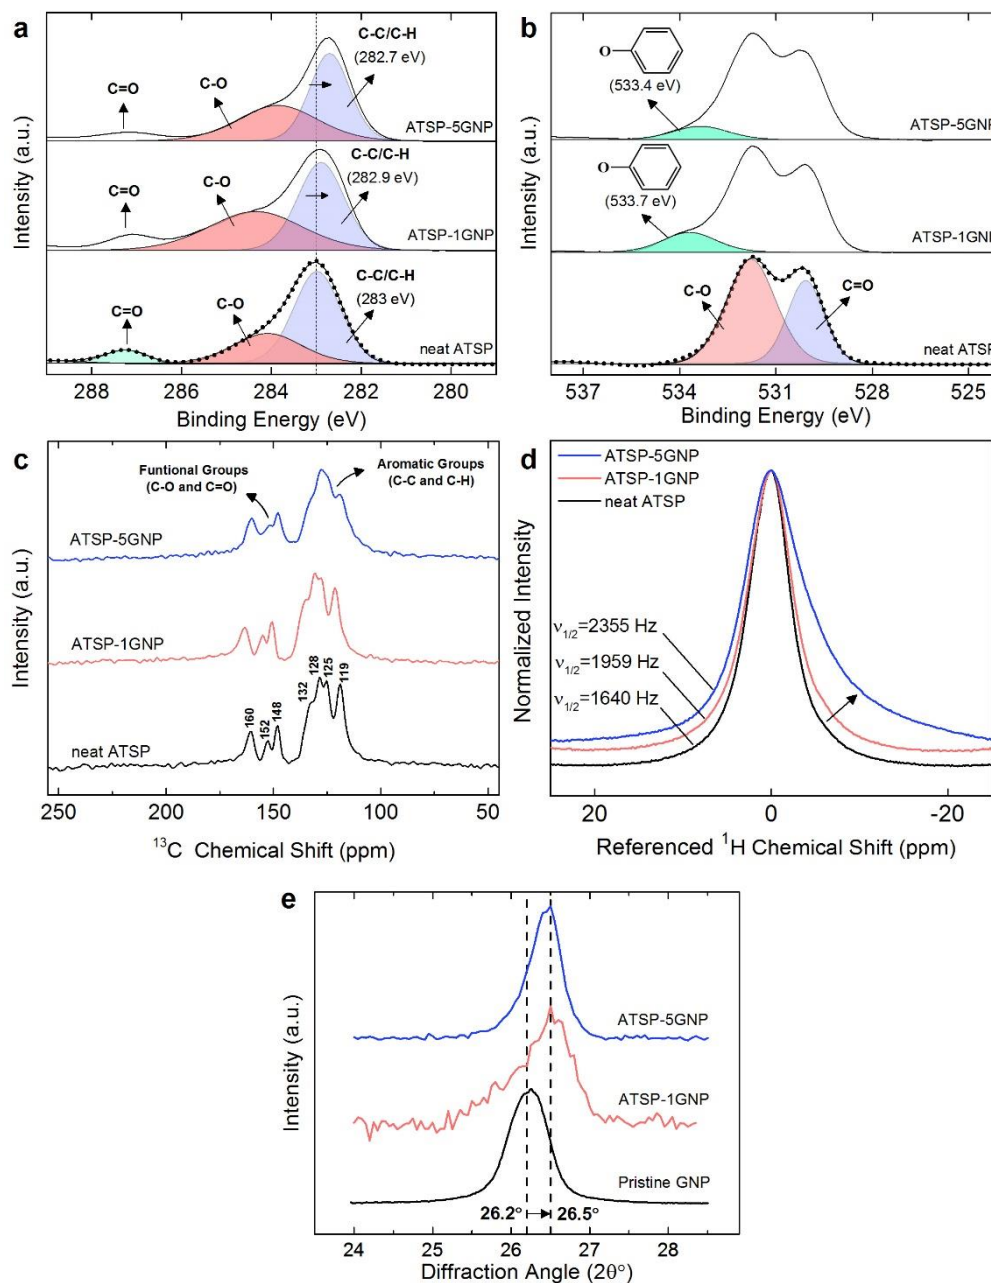 a
Intensity (a.u.)
C=O
C-O
C-C/C-H
(282.7 eV)
ATSP-5GNP
C=O
C-O
C-C/C-H
(282.9 eV)
ATSP-1GNP
C=O
C-O
C-C/C-H
(283 eV)
neat ATSP
288 286 284 282 280
Binding Energy (eV)
b
Intensity (a.u.)
O
(533.4 eV)
ATSP-5GNP
O
(533.7 eV)
ATSP-1GNP
C-O
C=O
neat ATSP
537 534 531 528 525
Binding Energy (eV)
c
Intensity (a.u.)
Funtional Groups
(C-O and C=O)
Aromatic Groups
(C-C and C-H)
ATSP-5GNP
ATSP-1GNP
neat ATSP
160
152
148
132
128
125
119
250 200 150 100 50
¹³C Chemical Shift (ppm)
d
Normalized Intensity
ATSP-5GNP
ATSP-1GNP
neat ATSP
ν₁/₂=2355 Hz
ν₁/₂=1959 Hz
ν₁/₂=1640 Hz
20 0 -20
Referenced ¹H Chemical Shift (ppm)
e
Intensity (a.u.)
ATSP-5GNP
ATSP-1GNP
Pristine GNP
26.2° 26.5°
24 25 26 27 28
Diffraction Angle (2θ°)